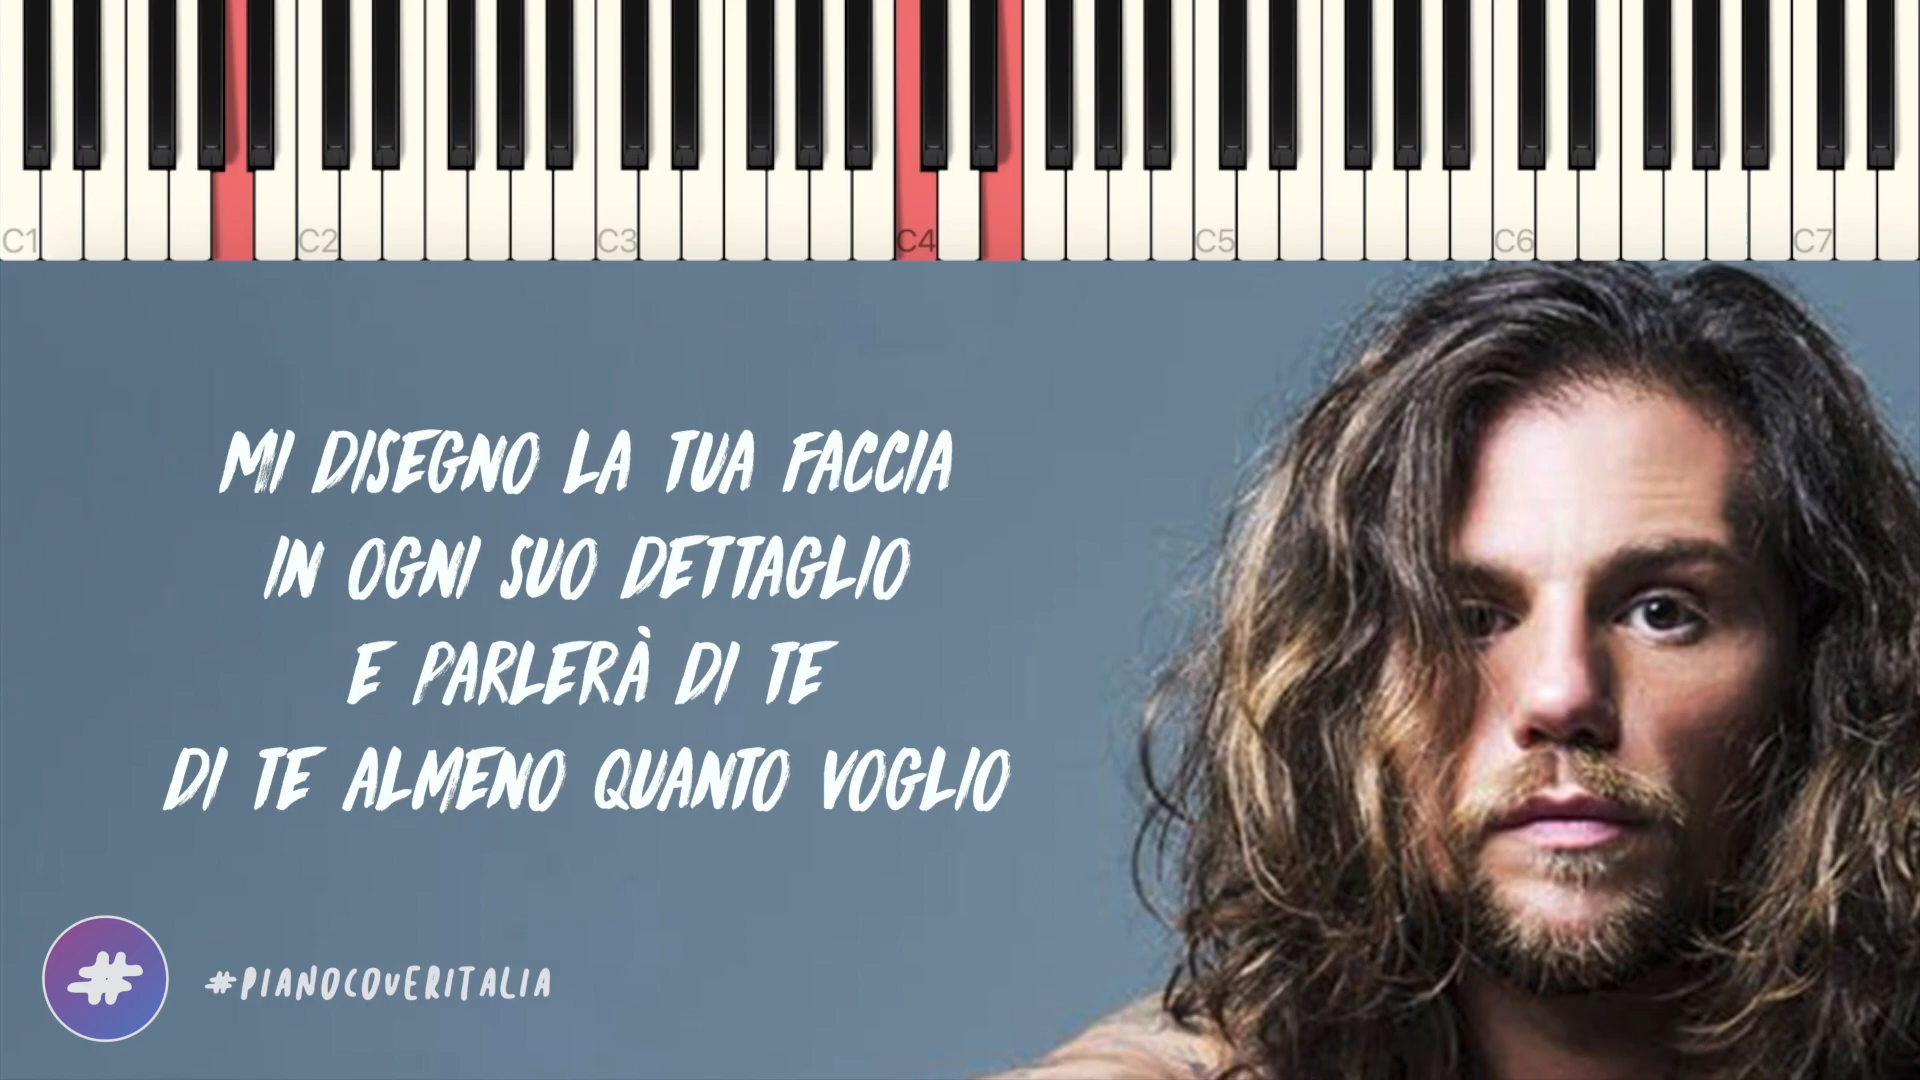 C1 C2 C3 C4 C5 C6 C7
MI DISEGNO LA TUA FACCIA
IN OGNI SUO DETTAGLIO
E PARLERÀ DI TE
DI TE ALMENO QUANTO VOGLIO
# #PIANOCOVERITALIA